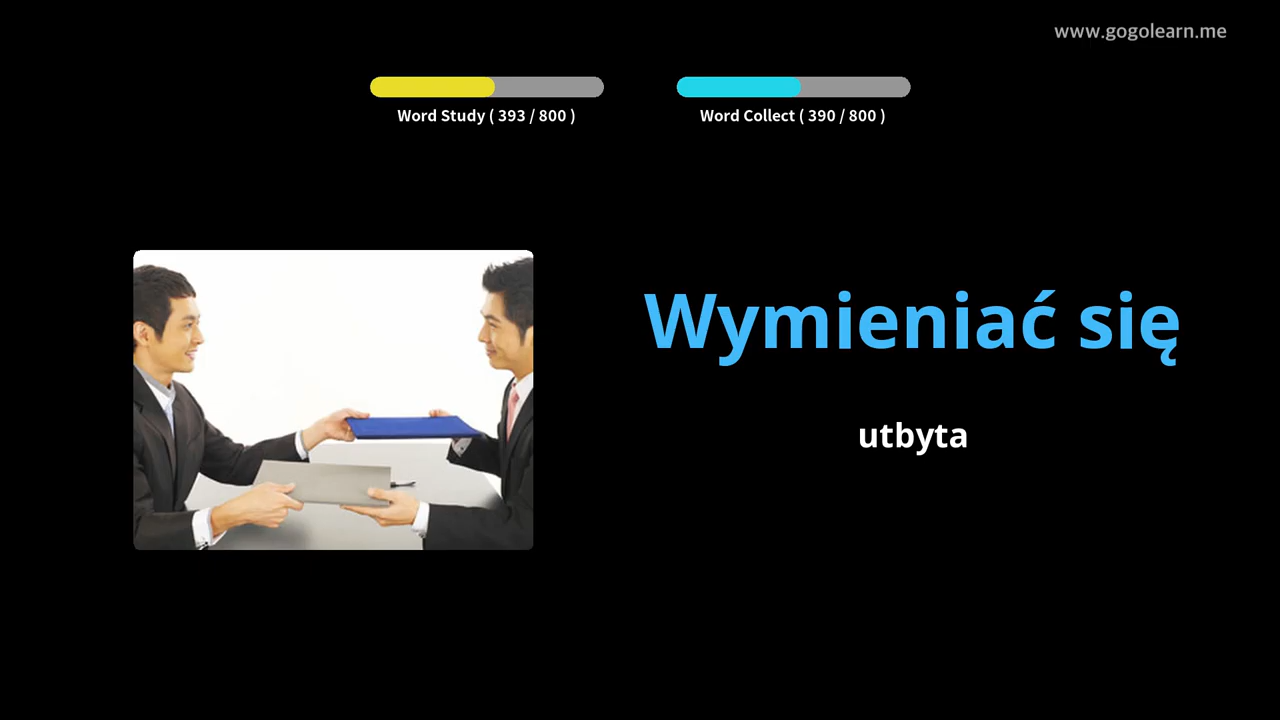 www.gogolearn.me
Word Study ( 393 / 800 )
Word Collect ( 390 / 800 )
Wymieniać się
utbyta